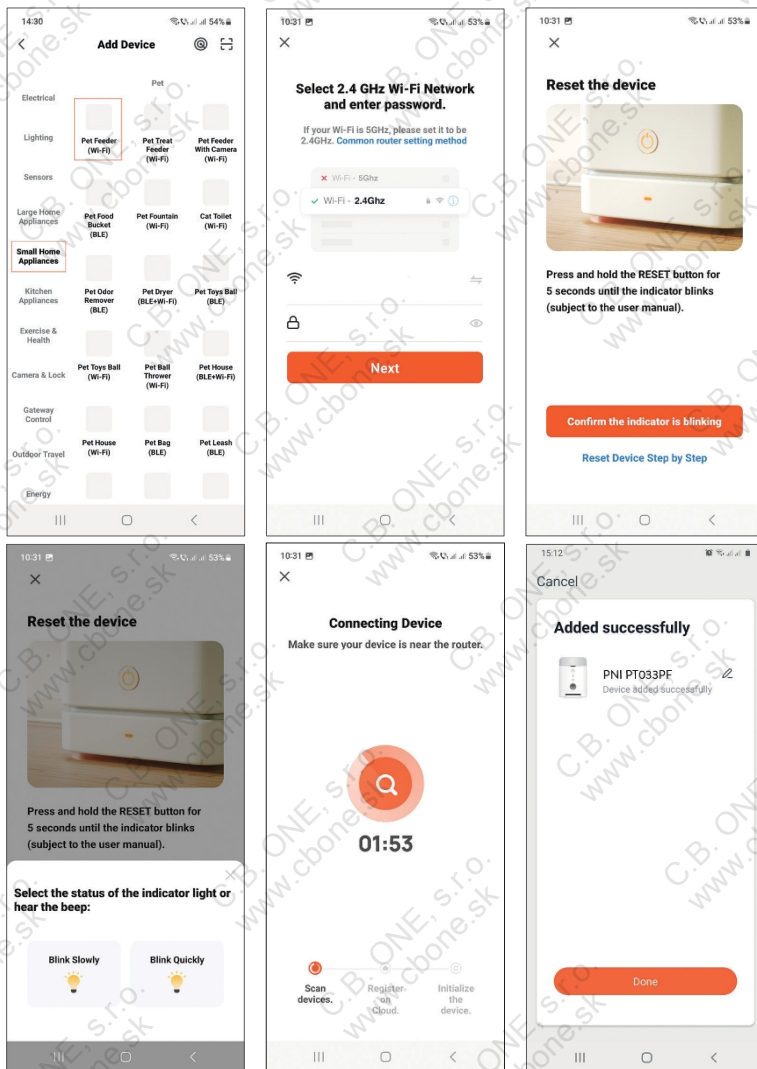 14:30
54%
Add Device
Pet
Electrical
Lighting
Sensors
Large Home
Appliances
Small Home
Appliances
Kitchen
Appliances
Exercise &
Health
Camera & Lock
Gateway
Control
Outdoor Travel
Energy
Pet Feeder
(Wi-Fi)
Pet Treat
Feeder
(Wi-Fi)
Pet Feeder
With Camera
(Wi-Fi)
Pet Food
Bucket
(BLE)
Pet Fountain
(Wi-Fi)
Cat Toilet
(Wi-Fi)
Pet Odor
Remover
(BLE)
Pet Dryer
(BLE+Wi-Fi)
Pet Toys Ball
(BLE)
Pet Toys Ball
(Wi-Fi)
Pet Ball
Thrower
(Wi-Fi)
Pet House
(BLE+Wi-Fi)
Pet House
(Wi-Fi)
Pet Bag
(BLE)
Pet Leash
(BLE)
10:31
53%
Select 2.4 GHz Wi-Fi Network
and enter password.
If your Wi-Fi is 5GHz, please set it to be
2.4GHz. Common router setting method
Wi-Fi - 5Ghz
Wi-Fi - 2.4Ghz
Next
10:31
53%
Reset the device
Press and hold the RESET button for
5 seconds until the indicator blinks
(subject to the user manual).
Confirm the indicator is blinking
Reset Device Step by Step
10:31
53%
Reset the device
Press and hold the RESET button for
5 seconds until the indicator blinks
(subject to the user manual).
Select the status of the indicator light or
hear the beep:
Blink Slowly
Blink Quickly
10:31
53%
Connecting Device
Make sure your device is near the router.
01:53
Scan
devices.
Register
on
Cloud.
Initialize
the
device.
15:12
Cancel
Added successfully
PNI PT033PF
Device added successfully
Done
C.B. ONE, s.r.o.
www.cbone.sk